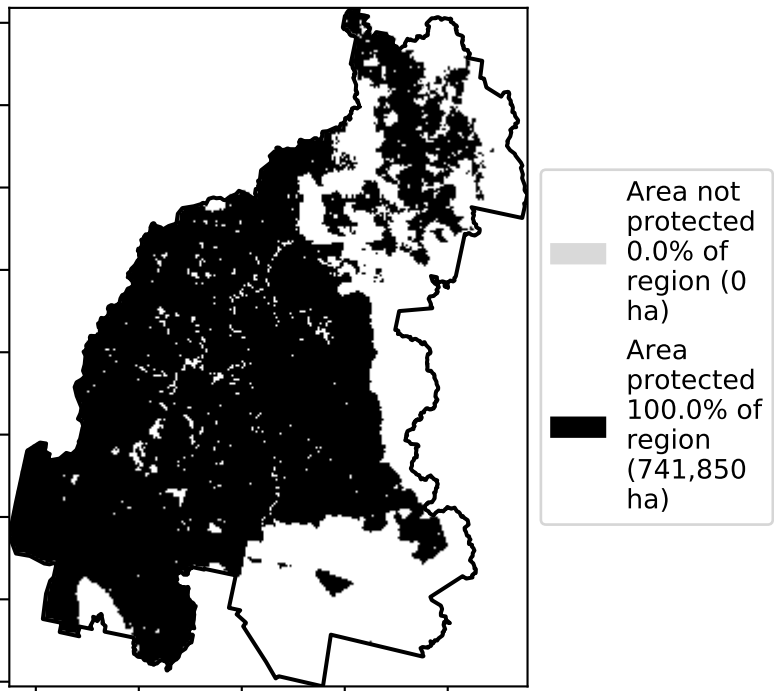 Area not
protected
0.0% of
region (0
ha)
Area
protected
100.0% of
region
(741,850
ha)